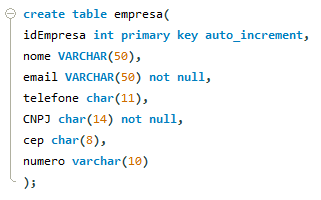 create table empresa(
idEmpresa int primary key auto_increment,
nome VARCHAR(50),
email VARCHAR(50) not null,
telefone char(11),
CNPJ char(14) not null,
cep char(8),
numero varchar(10)
);